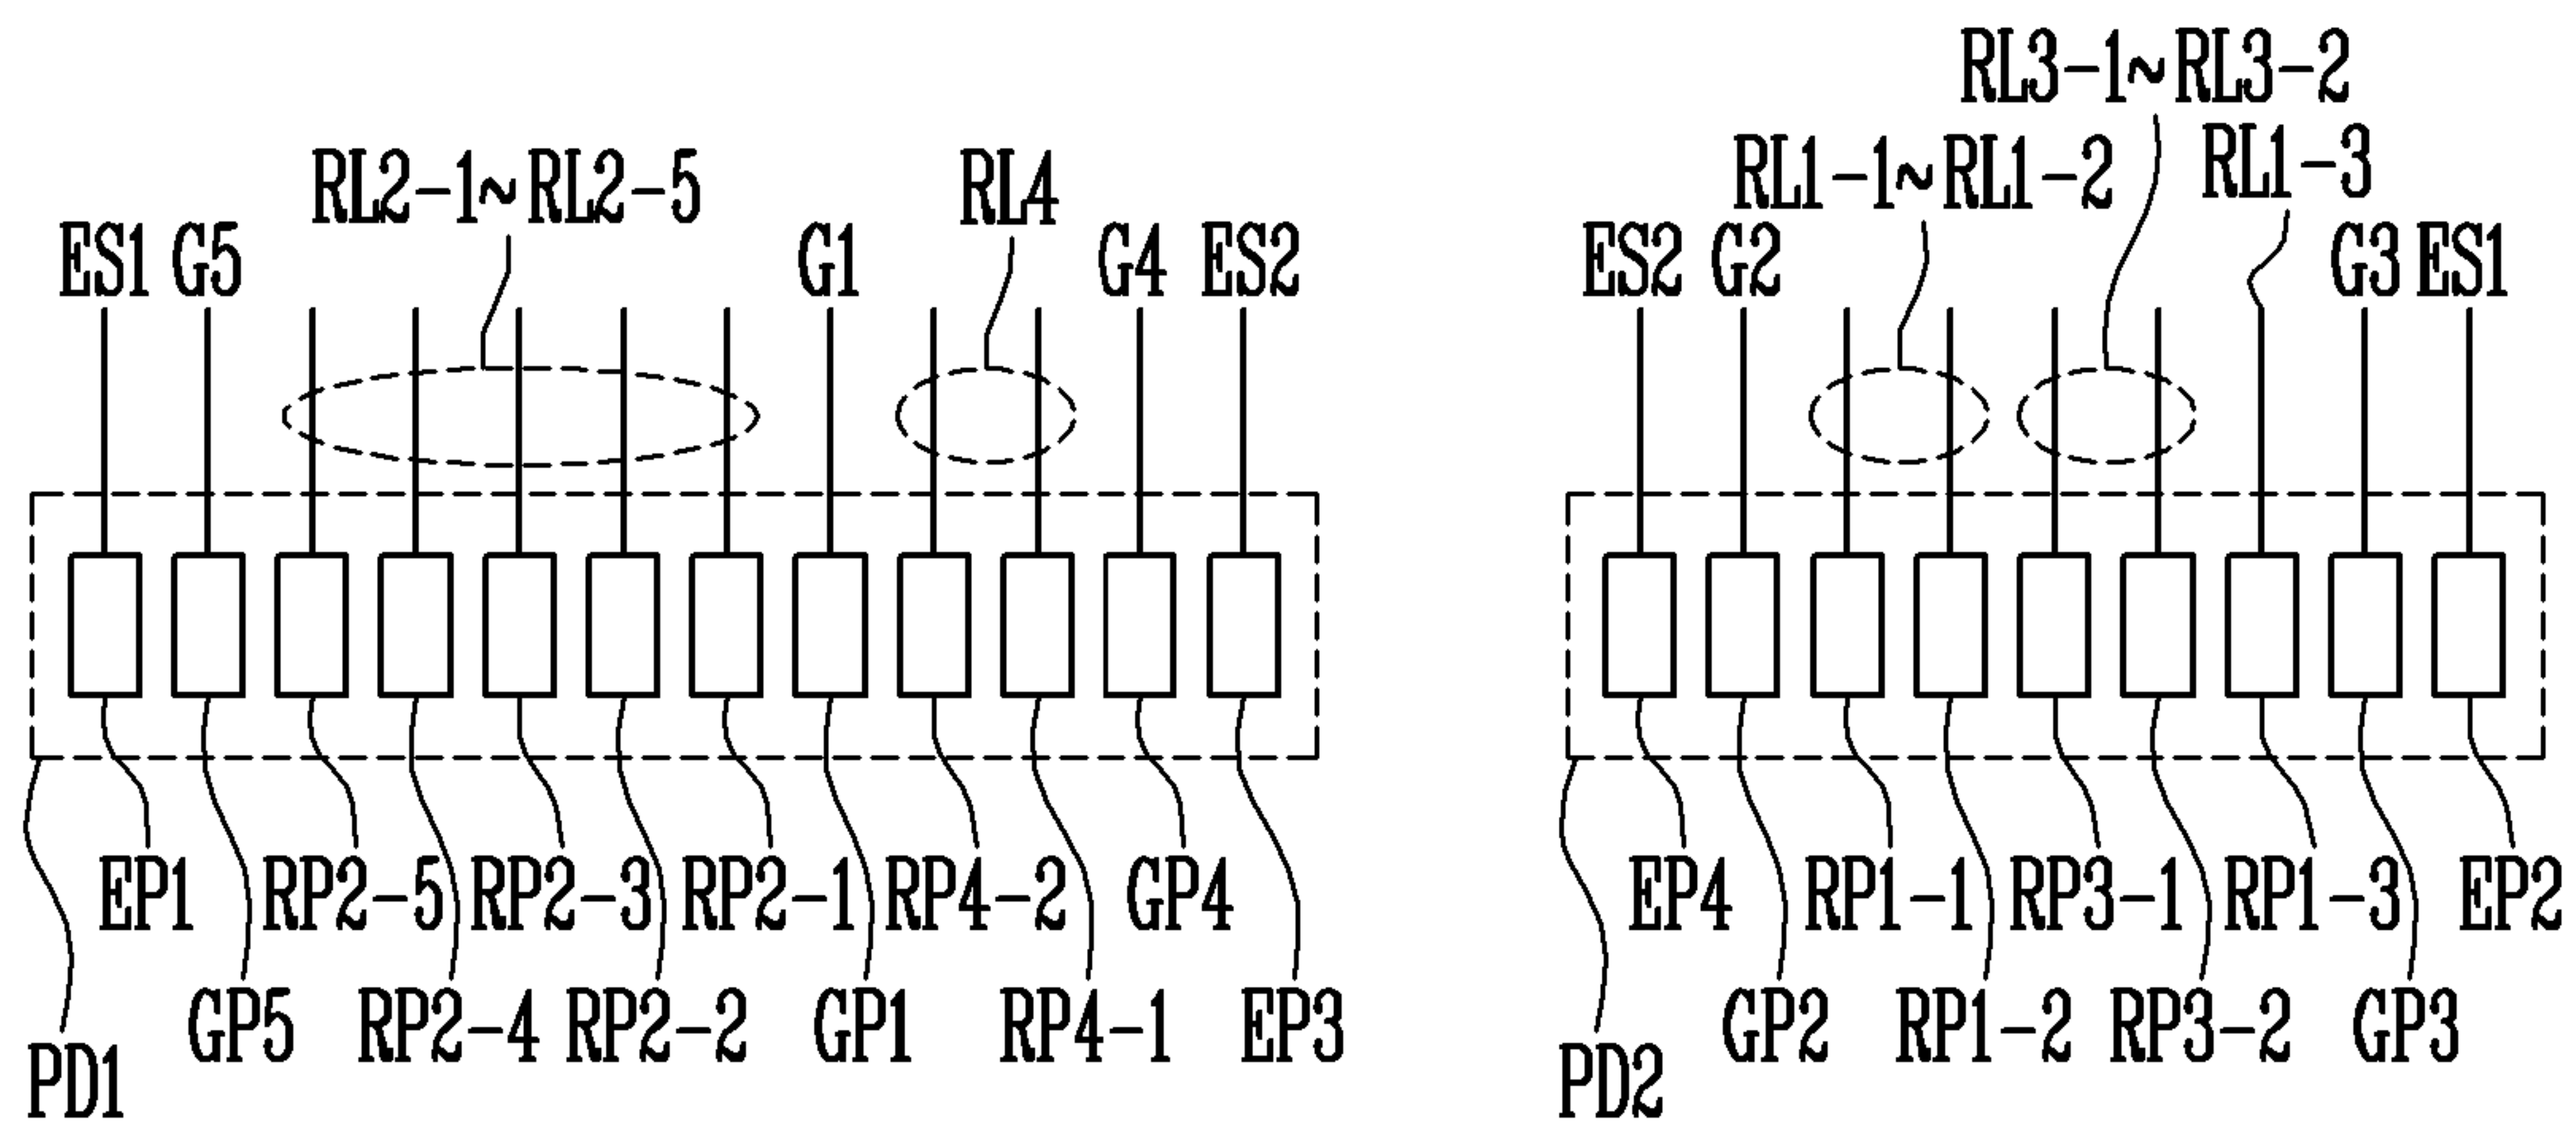 RL3-1~RL3-2
RL2-1~RL2-5 RL4 RL1-1~RL1-2 RL1-3
ES1 G5 G1 G4 ES2 ES2 G2 G3 ES1
EP1 RP2-5 RP2-3 RP2-1 RP4-2 GP4 EP4 RP1-1 RP3-1 RP1-3 EP2
GP5 RP2-4 RP2-2 GP1 RP4-1 EP3 GP2 RP1-2 RP3-2 GP3
PD1 PD2